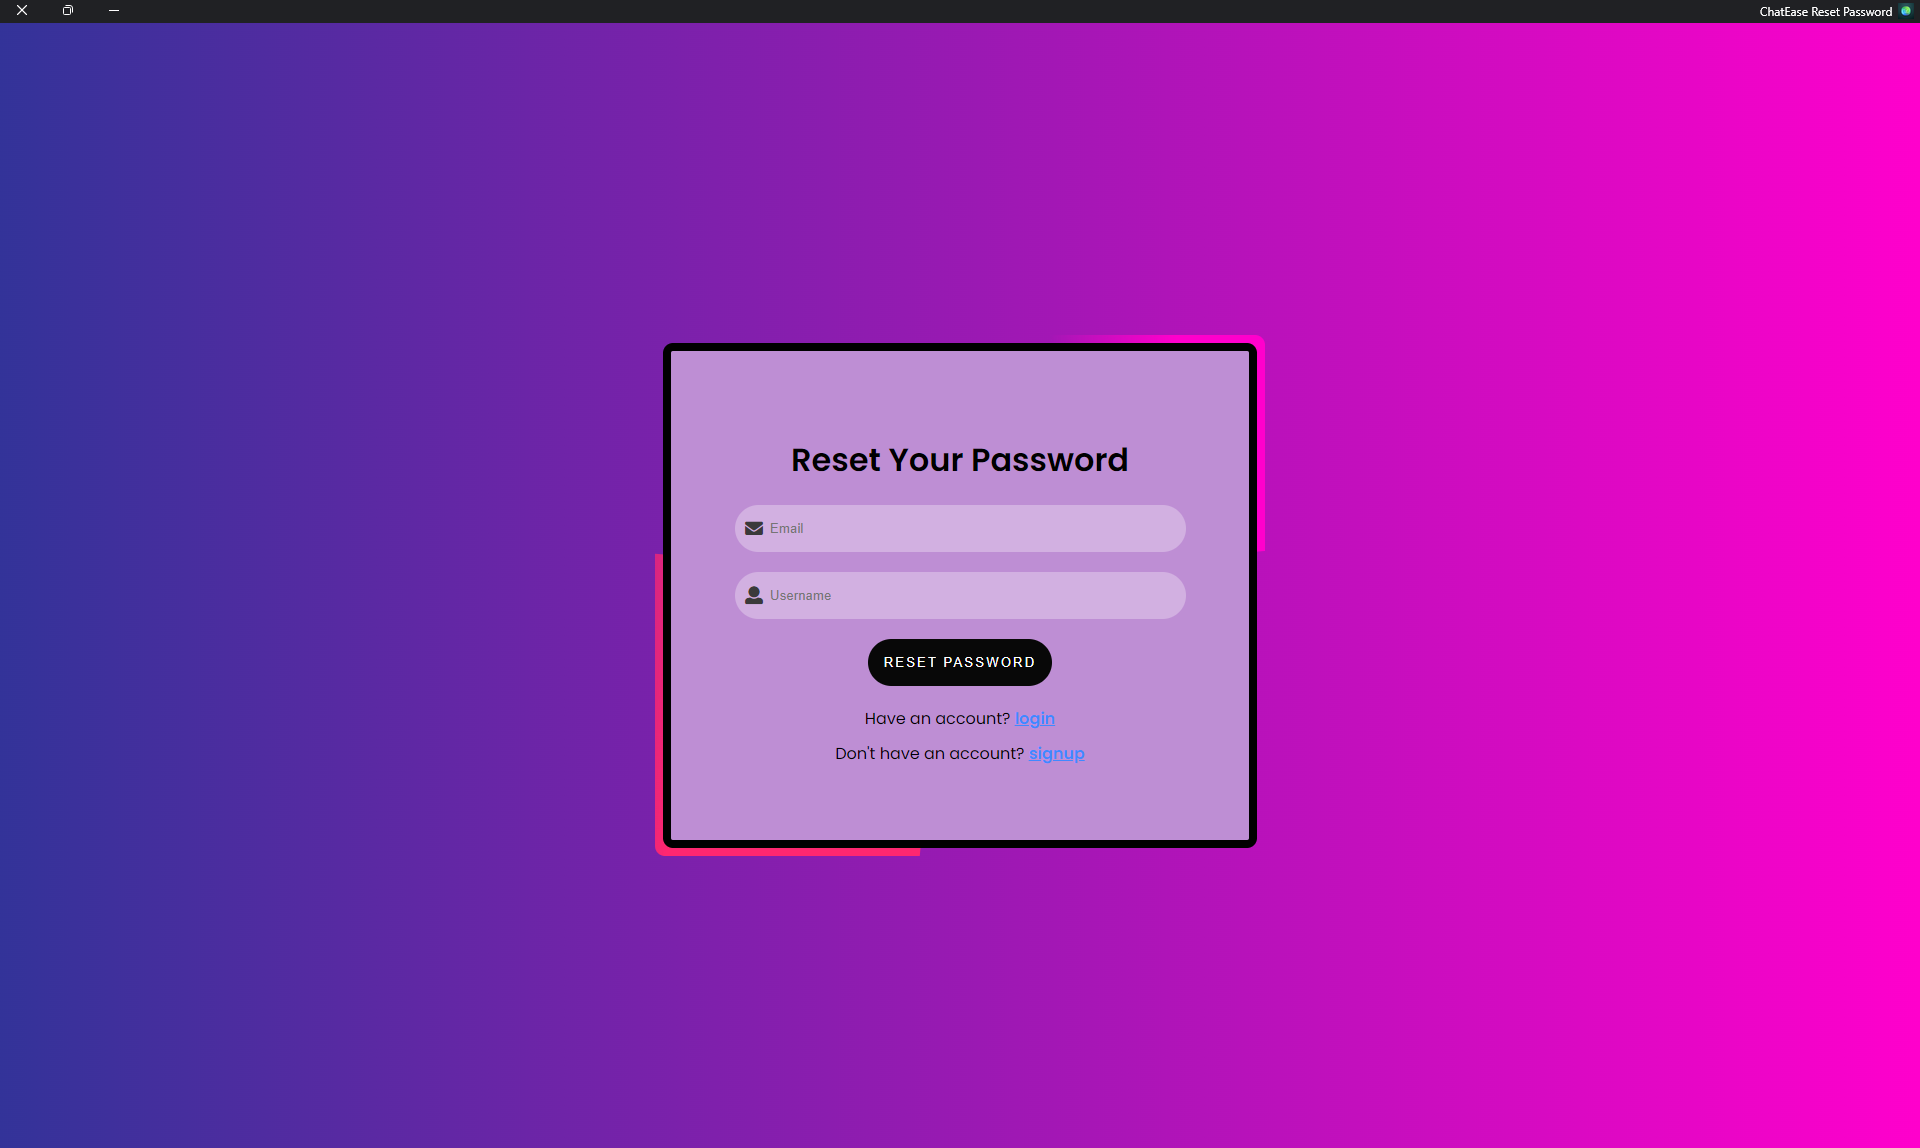 ChatEase Reset Password
Reset Your Password
Email
Username
RESET PASSWORD
Have an account? login
Don't have an account? signup